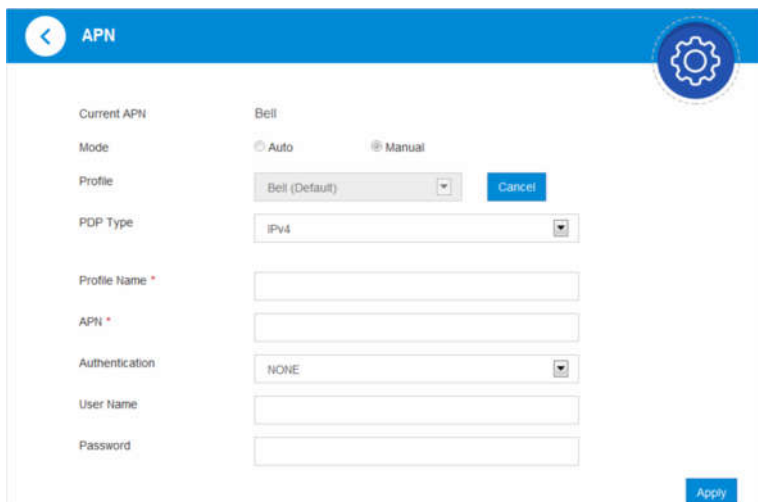 APN
Current APN Bell
Mode Auto Manual
Profile Bell (Default) Cancel
PDP Type IPv4
Profile Name *
APN *
Authentication NONE
User Name
Password
Apply